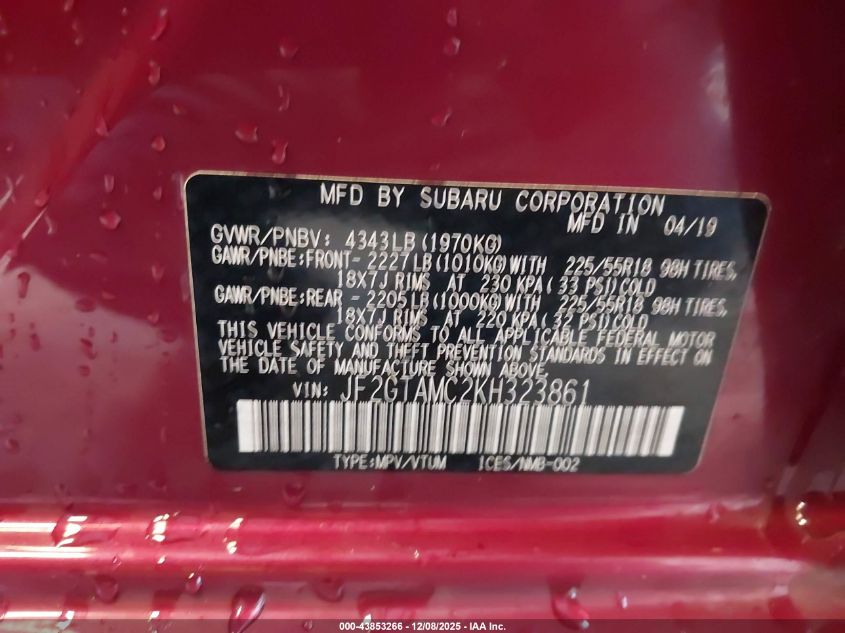 MFD BY SUBARU CORPORATION
MFD IN 04/19
GVWR/PNBV: 4343LB(1970KG)
GAWR/PNBE:FRONT- 2227LB(1010KG)WITH 225/55R18 98H TIRES,
18X7J RIMS AT 230 KPA(33 PSI)COLD
GAWR/PNBE:REAR - 2205LB(1000KG)WITH 225/55R18 98H TIRES,
18X7J RIMS AT 220 KPA(32 PSI)COLD
THIS VEHICLE CONFORMS TO ALL APPLICABLE FEDERAL MOTOR
VEHICLE SAFETY AND THEFT PREVENTION STANDARDS IN EFFECT ON
THE DATE OF MANUFACTURE SHOWN ABOVE.
VIN: JF2GTAMC2KH323861
TYPE:MPV/VTUM ICES/NMB-002
000-43853266 - 12/08/2025 - IAA Inc.